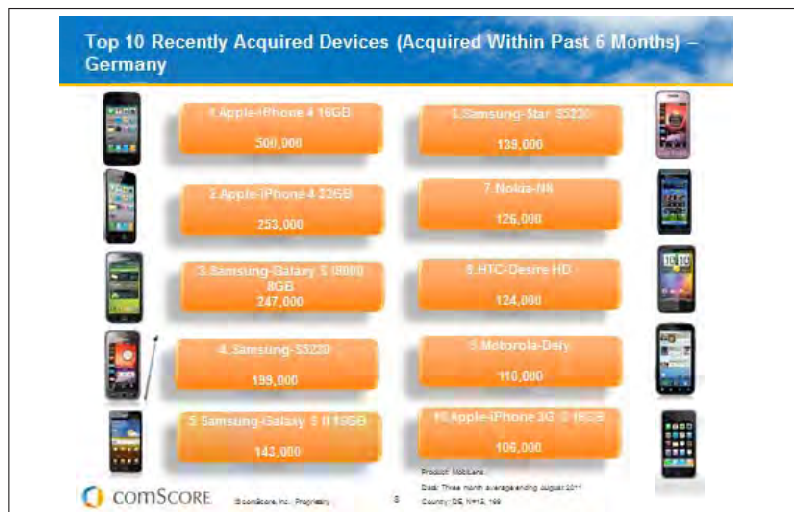 Top 10 Recently Acquired Devices (Acquired Within Past 6 Months) –
Germany
1.Apple-iPhone 4 16GB
500,000
2.Apple-iPhone 4 32GB
253,000
3.Samsung-Galaxy S I9000
8GB
247,000
4.Samsung-S5230
199,000
5.Samsung-Galaxy S II 16GB
143,000
6.Samsung-Star S5230
139,000
7.Nokia-N8
126,000
8.HTC-Desire HD
124,000
9.Motorola-Defy
110,000
10.Apple-iPhone 3G S 16GB
106,000
Product: MobiLens
Data: Three month average ending August 2011
Country: DE, N=
comSCORE
© comScore, Inc. Proprietary
8